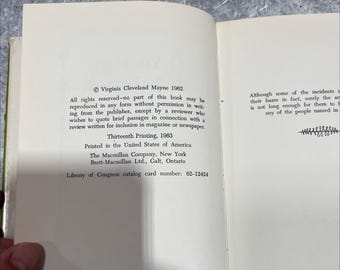 © Virginia Cleveland Mayne 1962
All rights reserved—no part of this book may be
reproduced in any form without permission in writ-
ing from the publisher, except by a reviewer who
wishes to quote brief passages in connection with a
review written for inclusion in magazine or newspaper.
Thirteenth Printing, 1983
Printed in the United States of America
The Macmillan Company, New York
Brett-Macmillan Ltd., Galt, Ontario
Library of Congress catalog card number: 62-12424
Although some of the incidents
their bases in fact, surely the
is not long enough for them to
any of the people named in